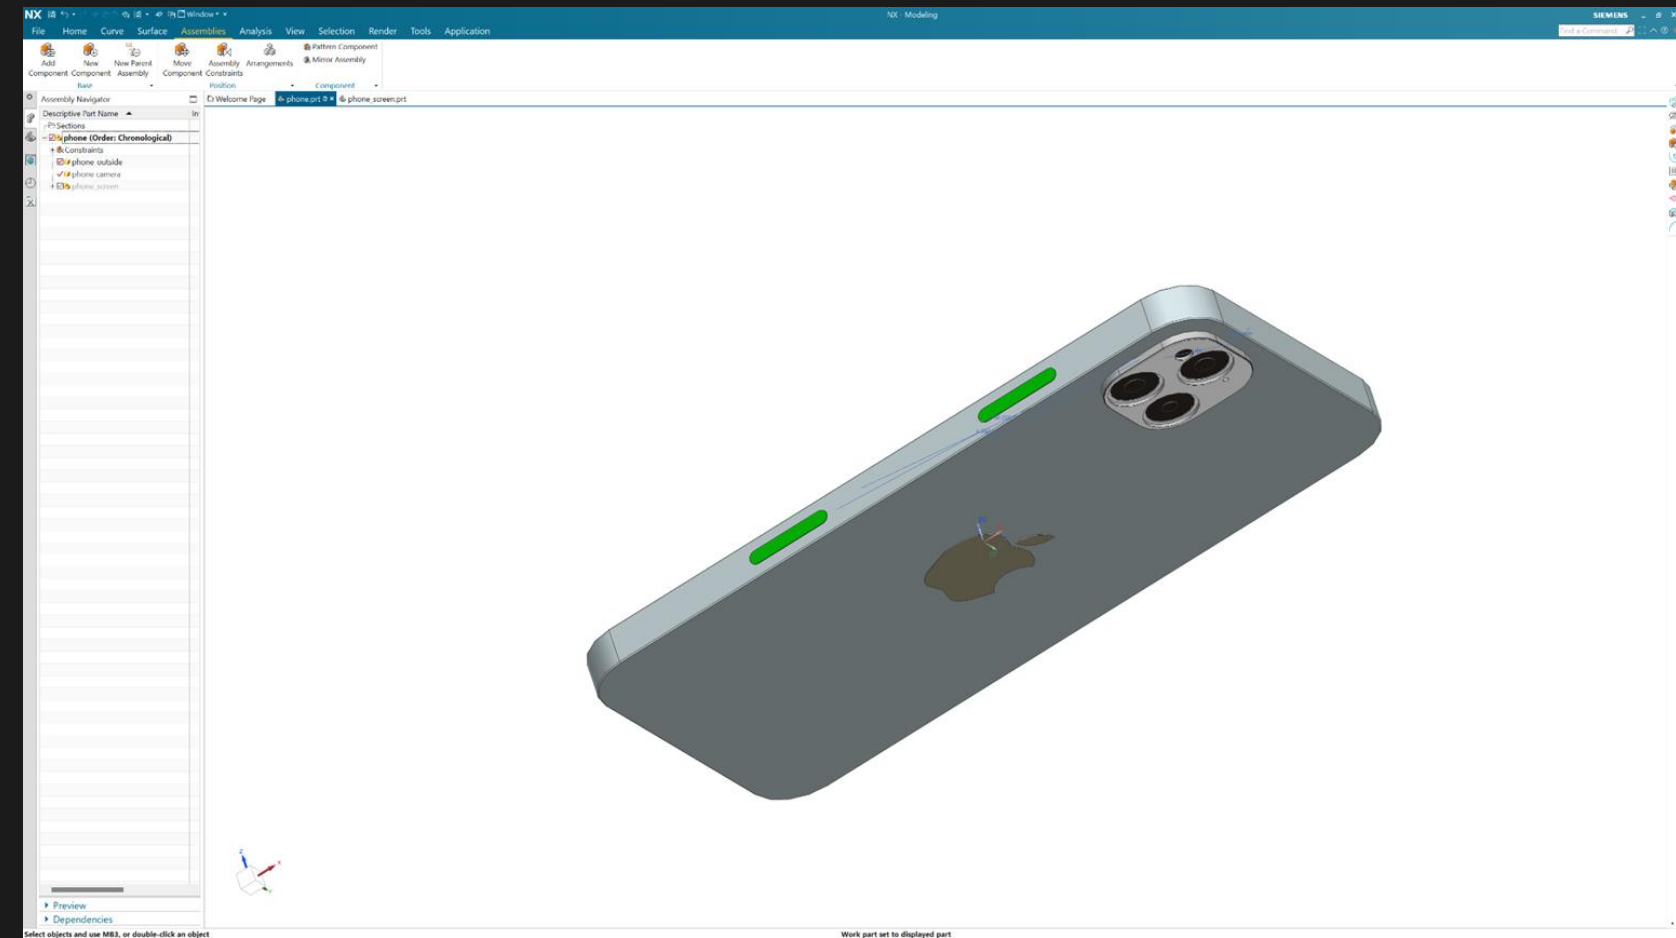 NX
Window
NX - Modeling
SIEMENS
File Home Curve Surface Assemblies Analysis View Selection Render Tools Application
Find a Command
Add Component
New Component
New Parent Assembly
Move Component
Assembly Constraints
Arrangements
Pattern Component
Mirror Assembly
Base
Position
Component
Assembly Navigator
Welcome Page
phone.prt
phone_screen.prt
Descriptive Part Name
Sections
phone (Order: Chronological)
Constraints
phone outside
phone camera
phone_screen
Z
X
Y
Preview
Dependencies
Select objects and use MB3, or double-click an object
Work part set to displayed part